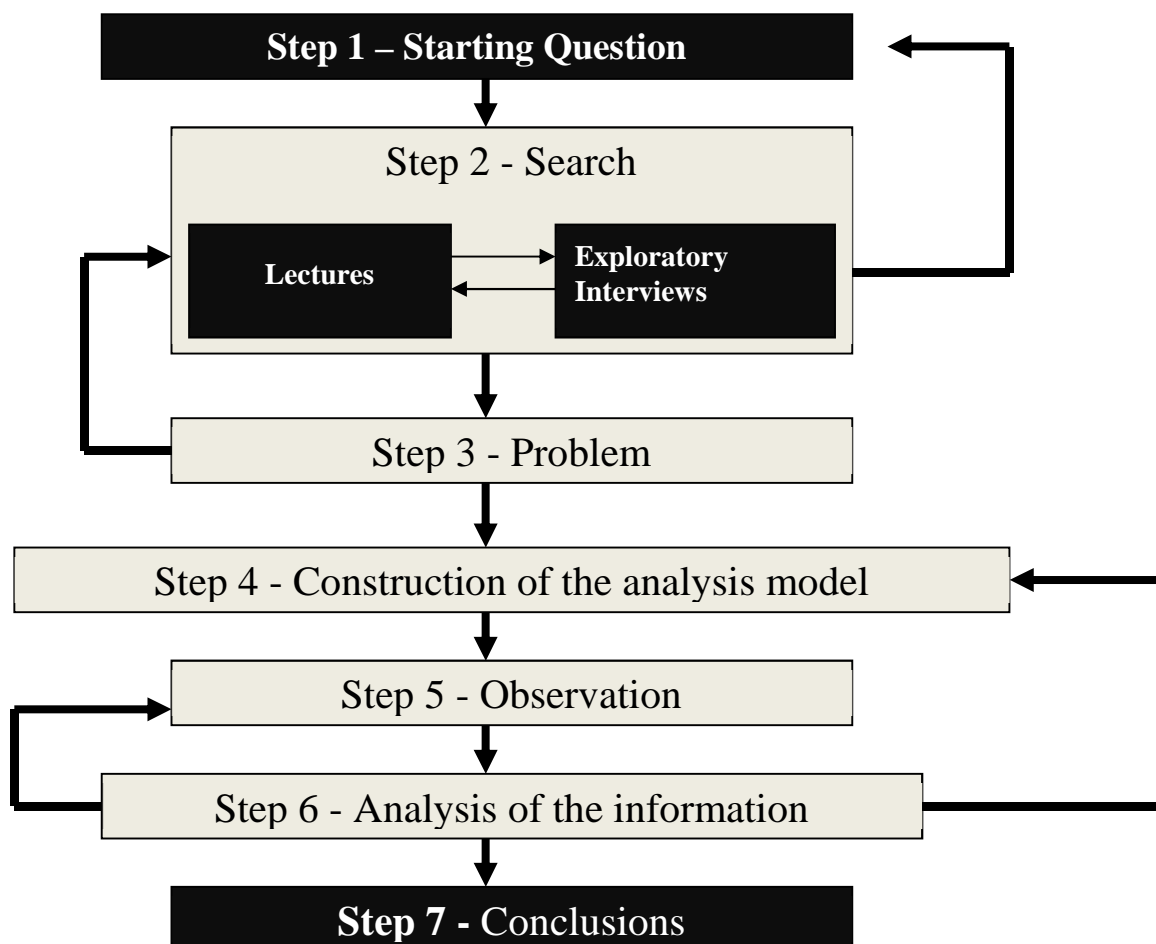 Step 1 – Starting Question
Step 2 - Search
Lectures
Exploratory
Interviews
Step 3 - Problem
Step 4 - Construction of the analysis model
Step 5 - Observation
Step 6 - Analysis of the information
Step 7 - Conclusions